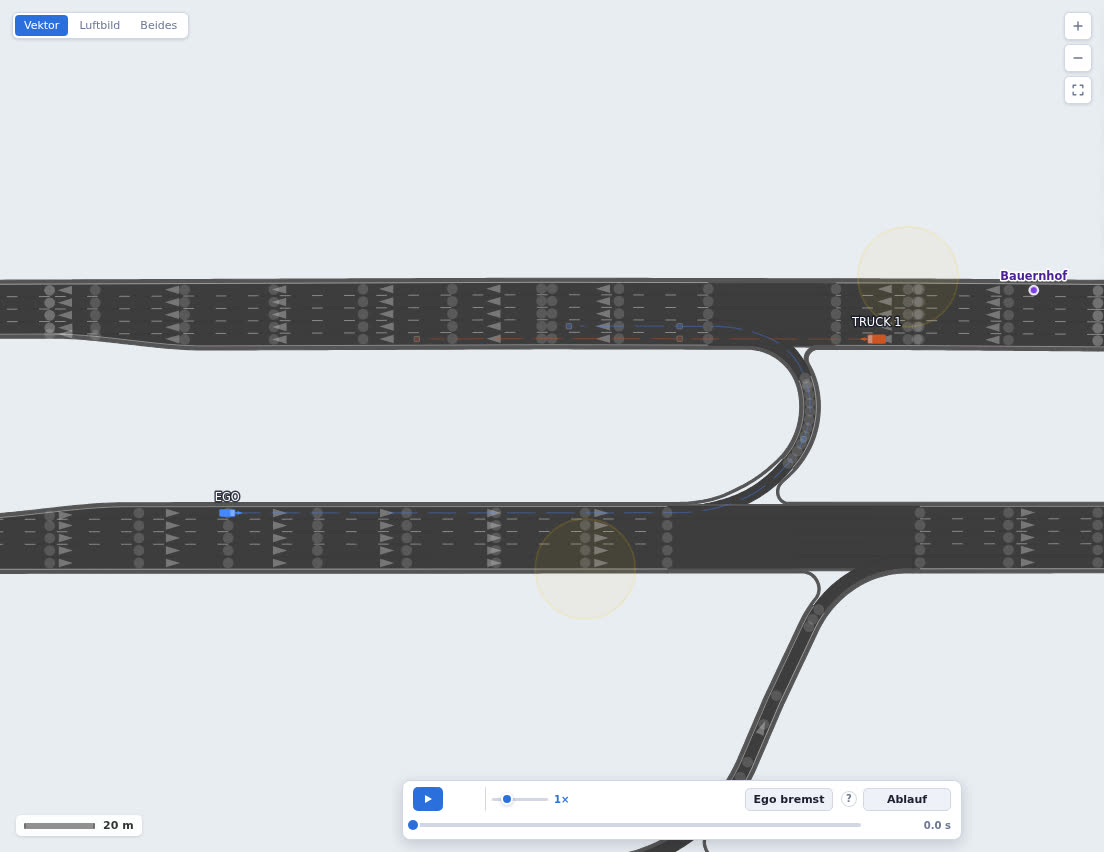 Vektor Luftbild Beides
Bauernhof
TRUCK 1
EGO
1×
Ego bremst ? Ablauf
20 m
0.0 s